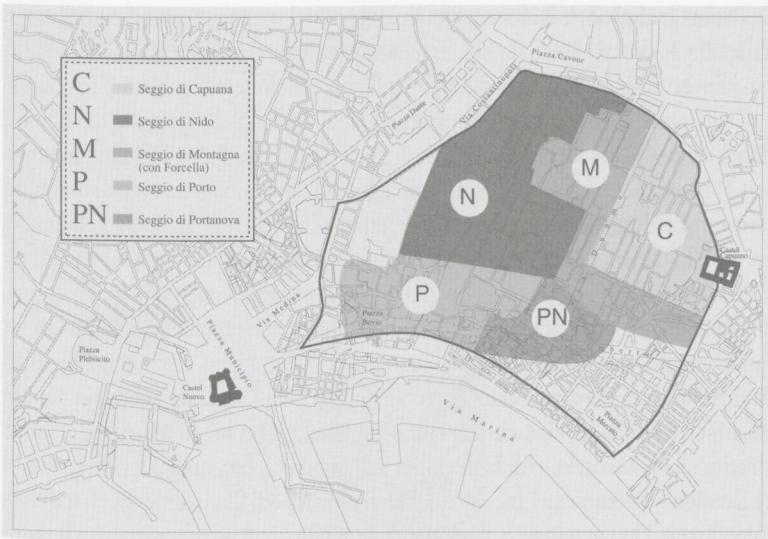 C Seggio di Capuana
N Seggio di Nido
M Seggio di Montagna
(con Forcella)
P Seggio di Porto
PN Seggio di Portanova
Piazza Cavour
Via Costantinopoli
Piazza Dante
M
N
Duomo
C
Castel
Capuano
P
Piazza
Bovio
PN
Via Medina
Piazza Municipio
Piazza
Plebiscito
Castel
Nuovo
Via Marina
Piazza
Mercato